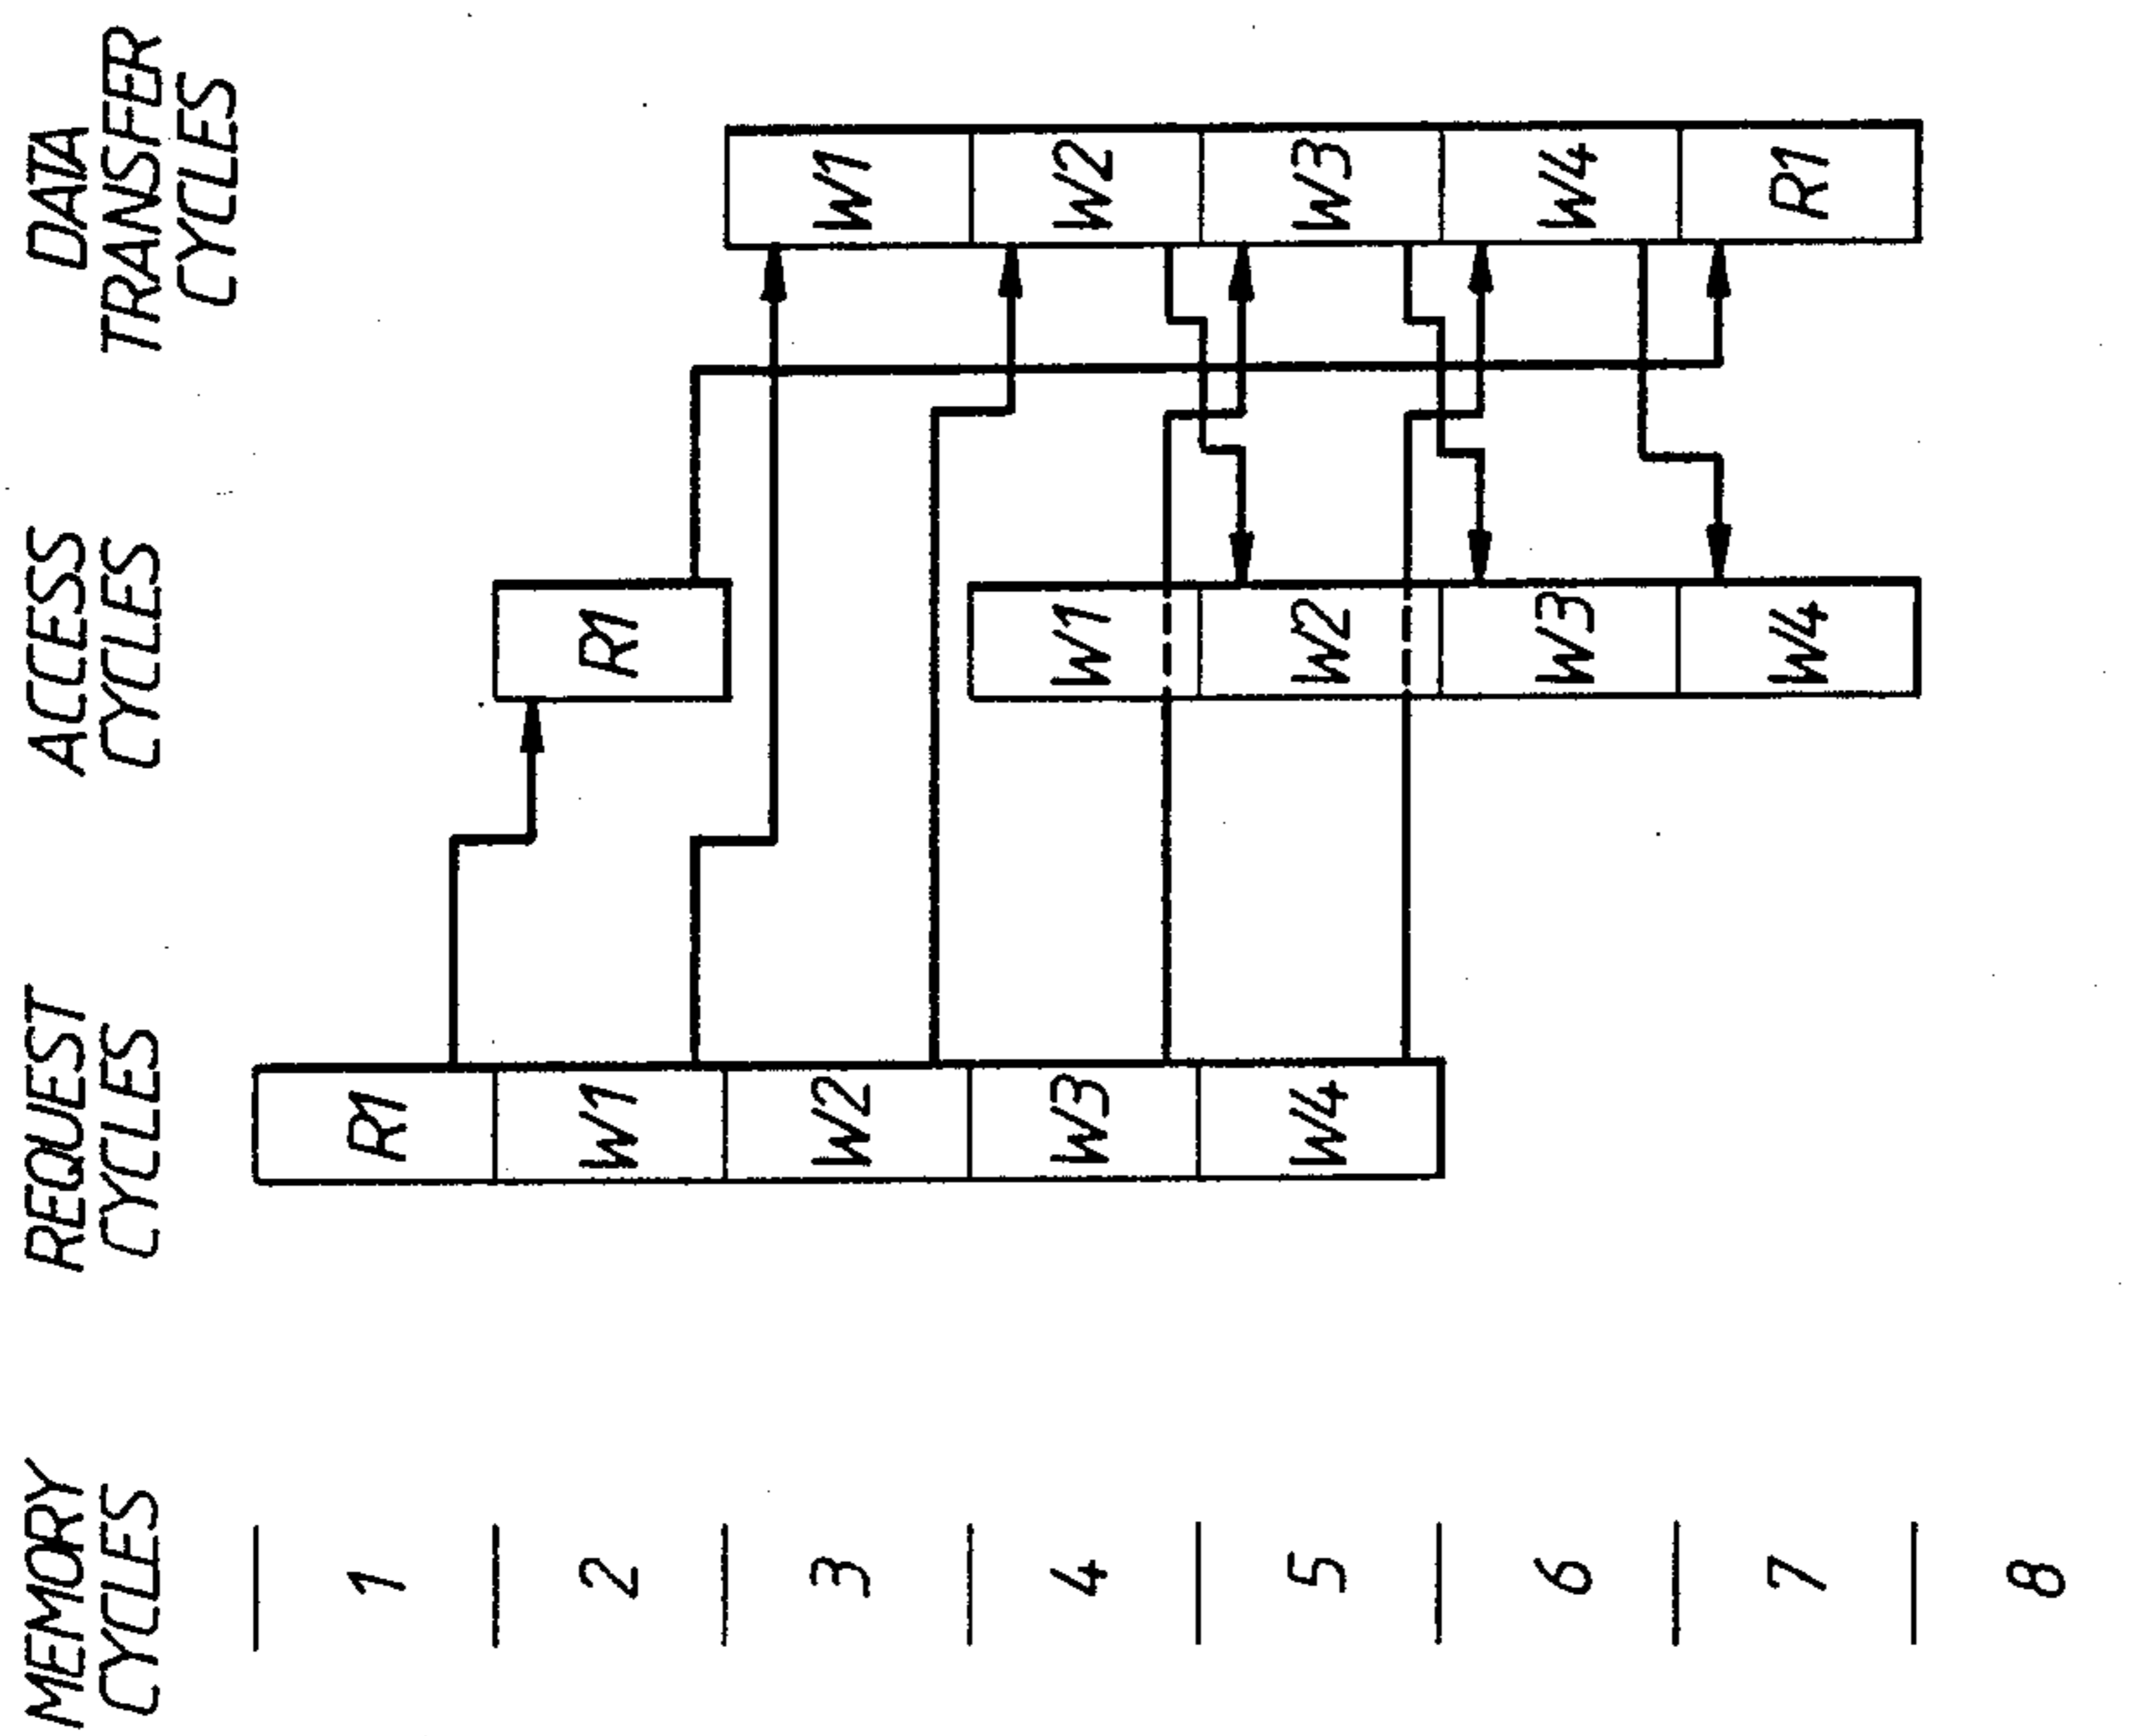 MEMORY
CYCLES
REQUEST
CYCLES
ACCESS
CYCLES
DATA
TRANSFER
CYCLES
1 R1
2 W1 R1
3 W2 W1
4 W3 W1 W2
5 W4 W2 W3
6 W3 W4
7 W4 R1
8